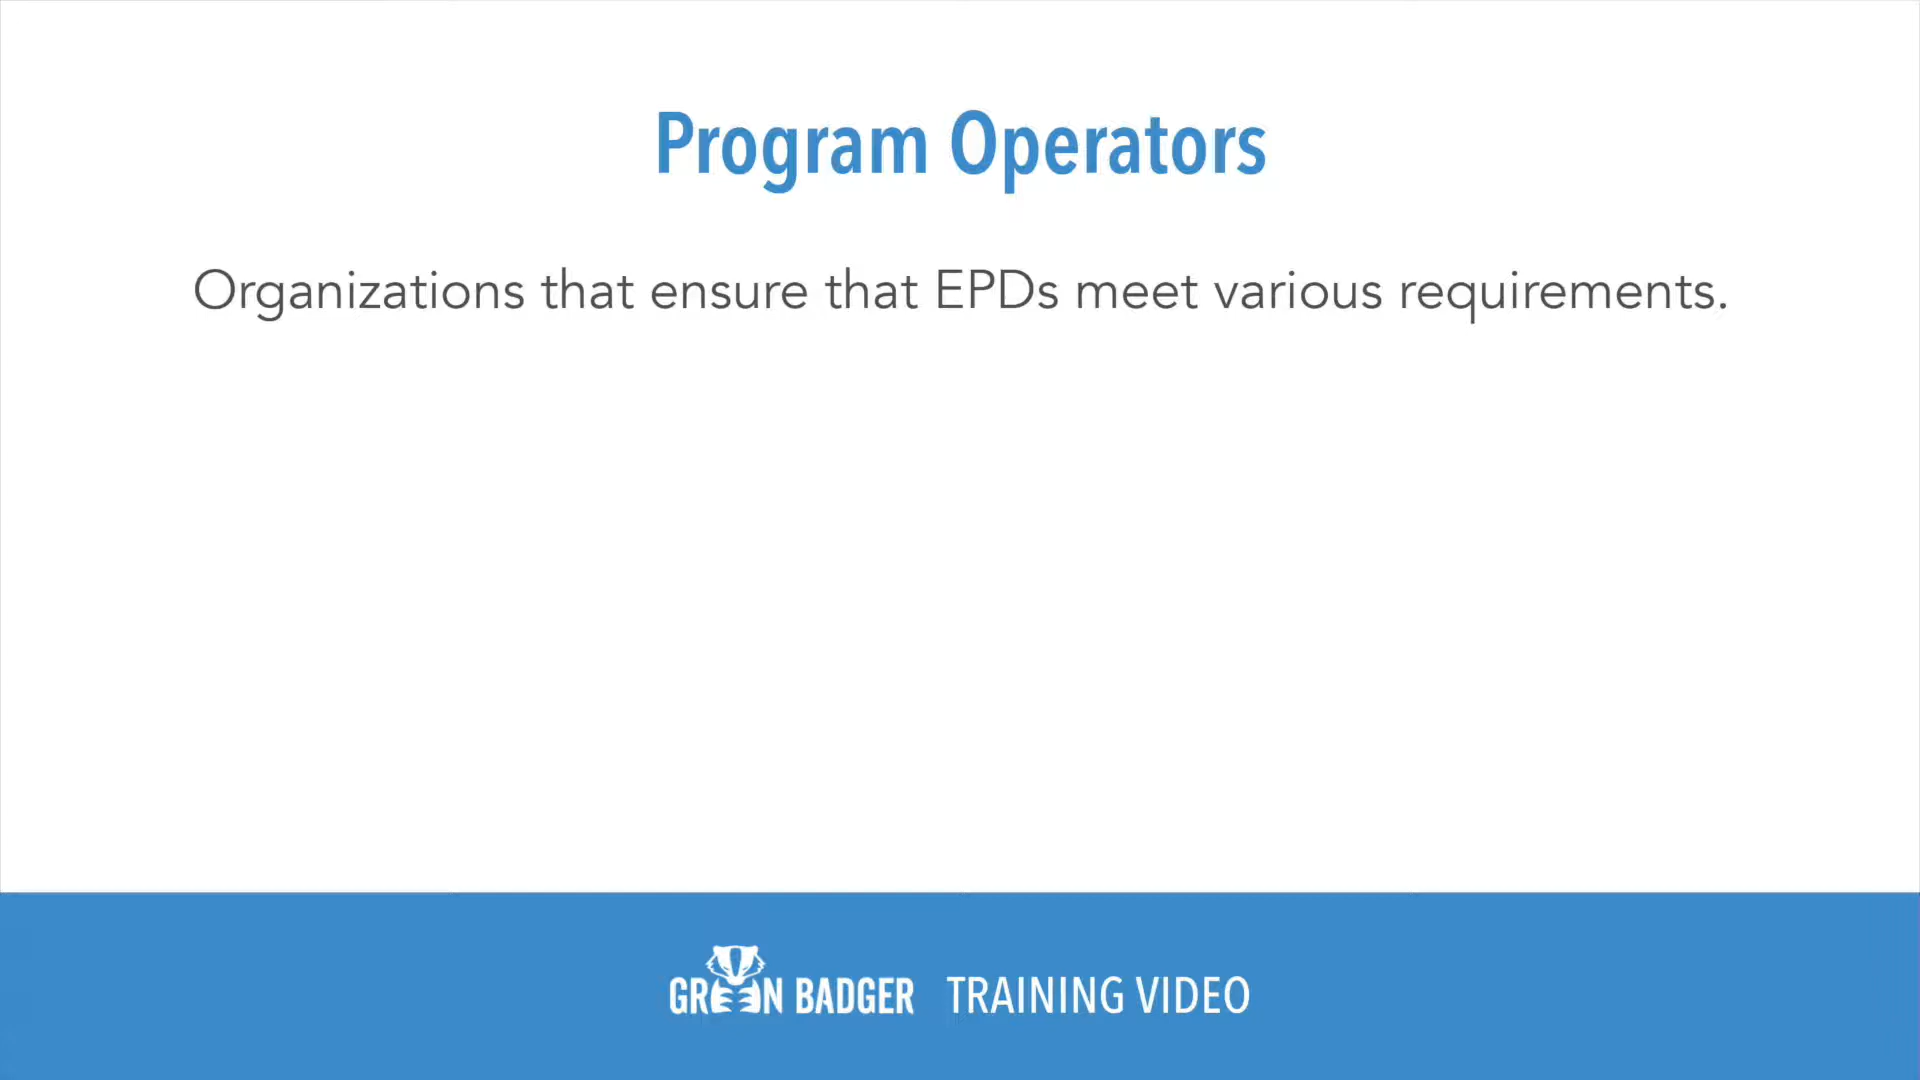 Program Operators
Organizations that ensure that EPDs meet various requirements.
GREEN BADGER TRAINING VIDEO